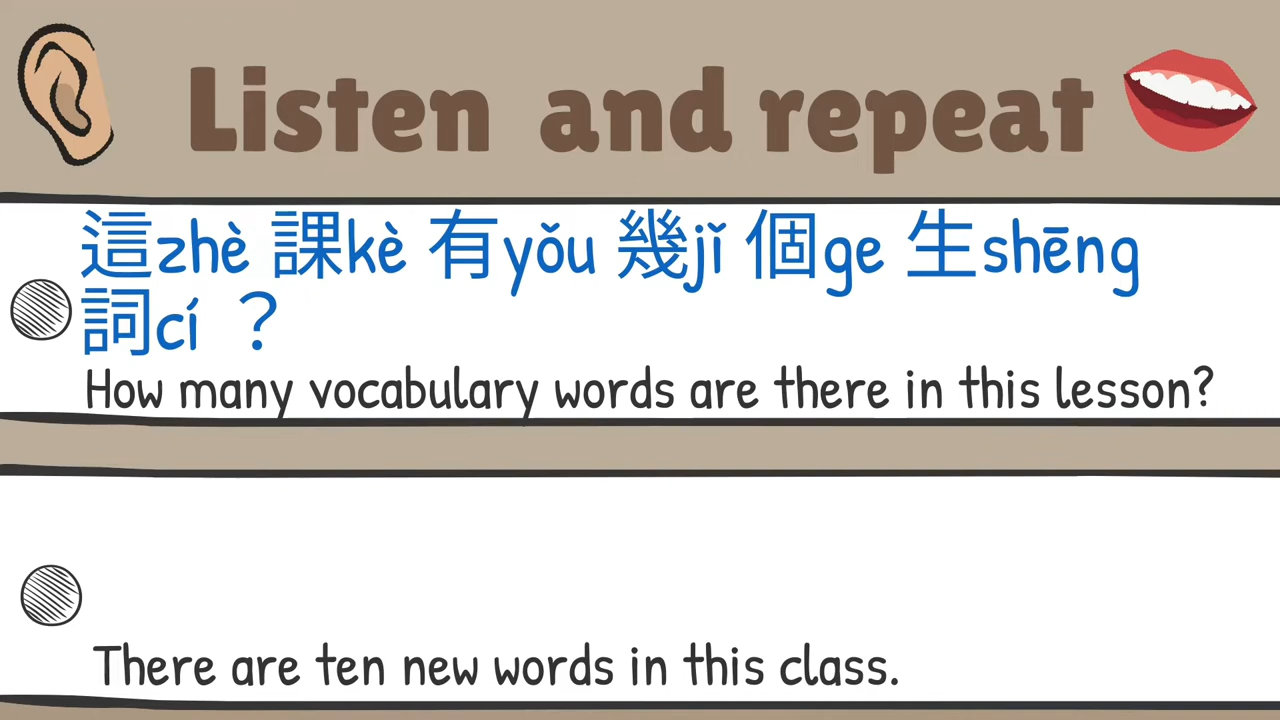 Listen and repeat
這zhè 課kè 有yǒu 幾jǐ 個ge 生shēng
詞cí ？
How many vocabulary words are there in this lesson?
There are ten new words in this class.